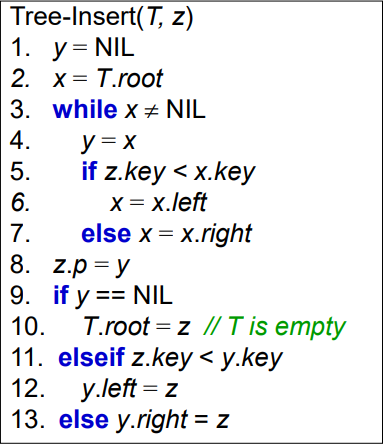 Tree-Insert(T, z)
1. y = NIL
2. x = T.root
3. while x ≠ NIL
4. y = x
5. if z.key < x.key
6. x = x.left
7. else x = x.right
8. z.p = y
9. if y == NIL
10. T.root = z // T is empty
11. elseif z.key < y.key
12. y.left = z
13. else y.right = z